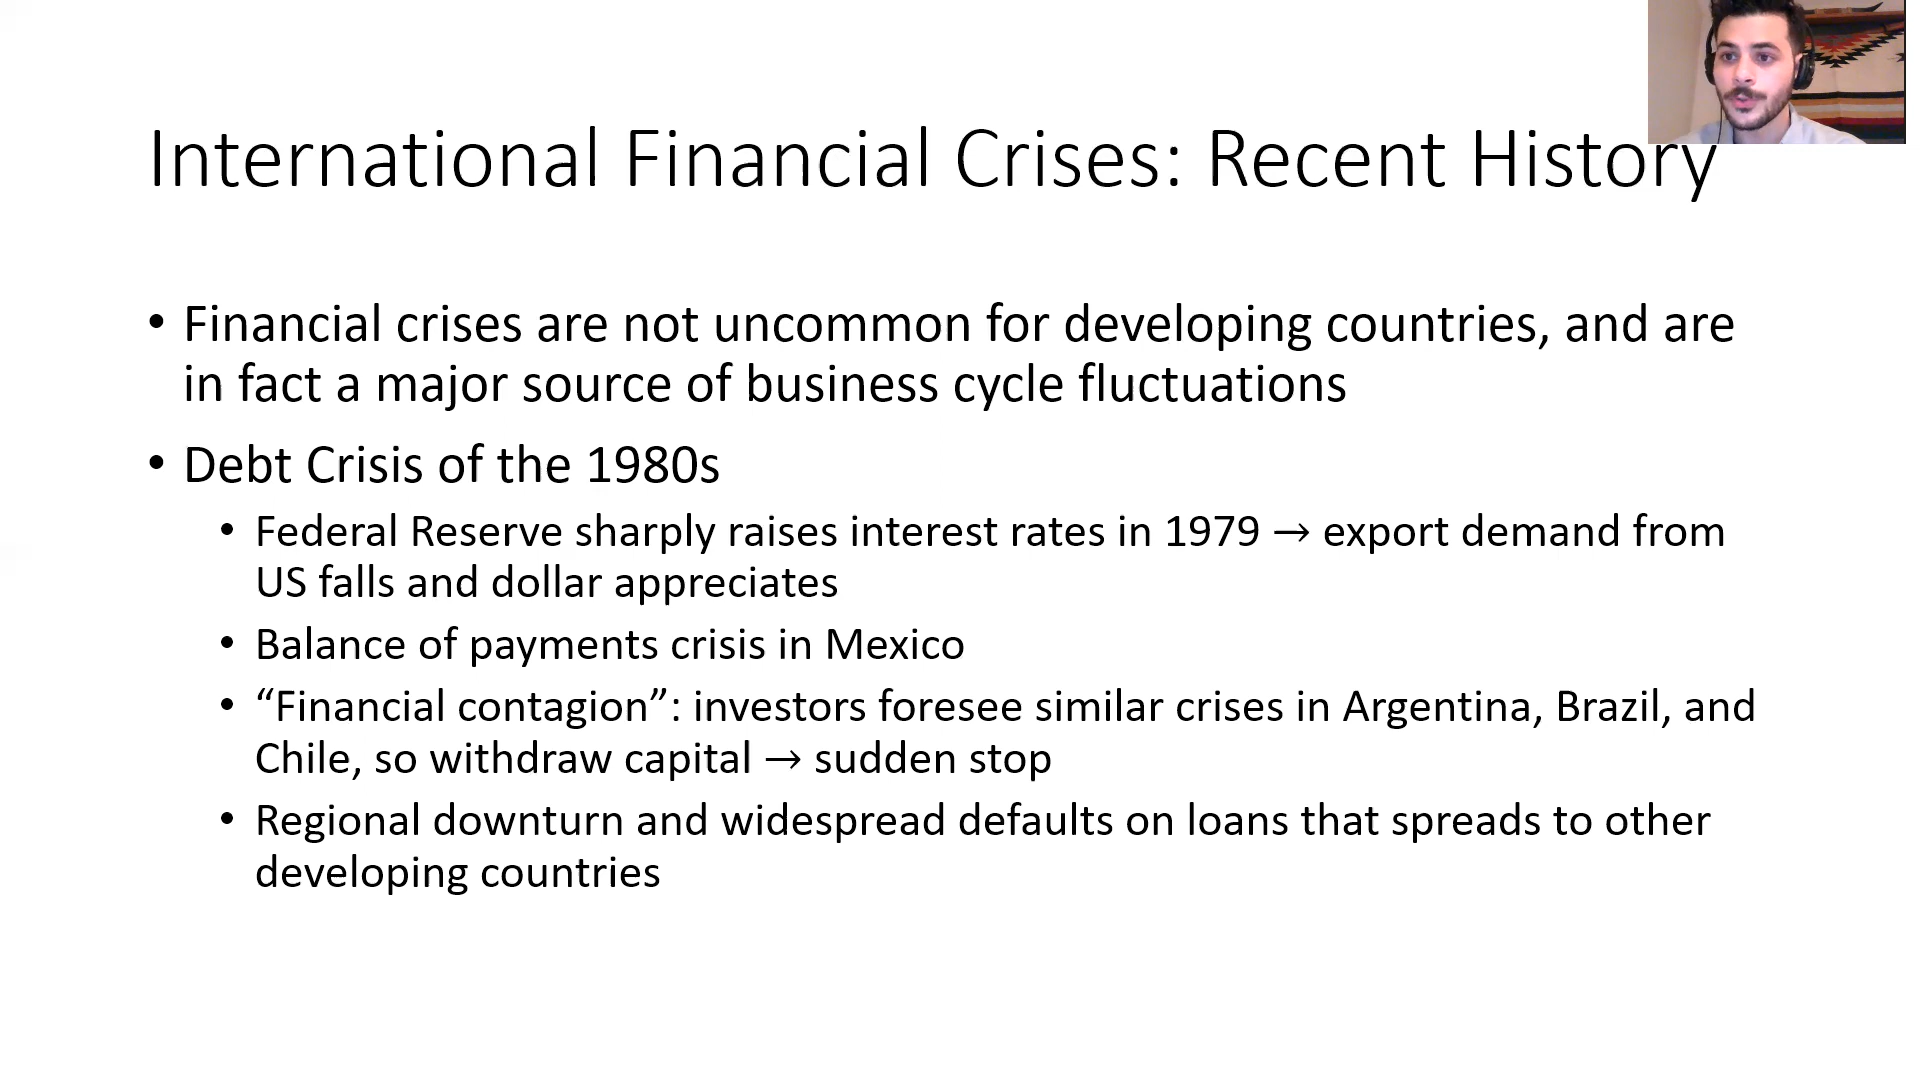 International Financial Crises: Recent History
• Financial crises are not uncommon for developing countries, and are
in fact a major source of business cycle fluctuations
• Debt Crisis of the 1980s
• Federal Reserve sharply raises interest rates in 1979 → export demand from
US falls and dollar appreciates
• Balance of payments crisis in Mexico
• “Financial contagion”: investors foresee similar crises in Argentina, Brazil, and
Chile, so withdraw capital → sudden stop
• Regional downturn and widespread defaults on loans that spreads to other
developing countries